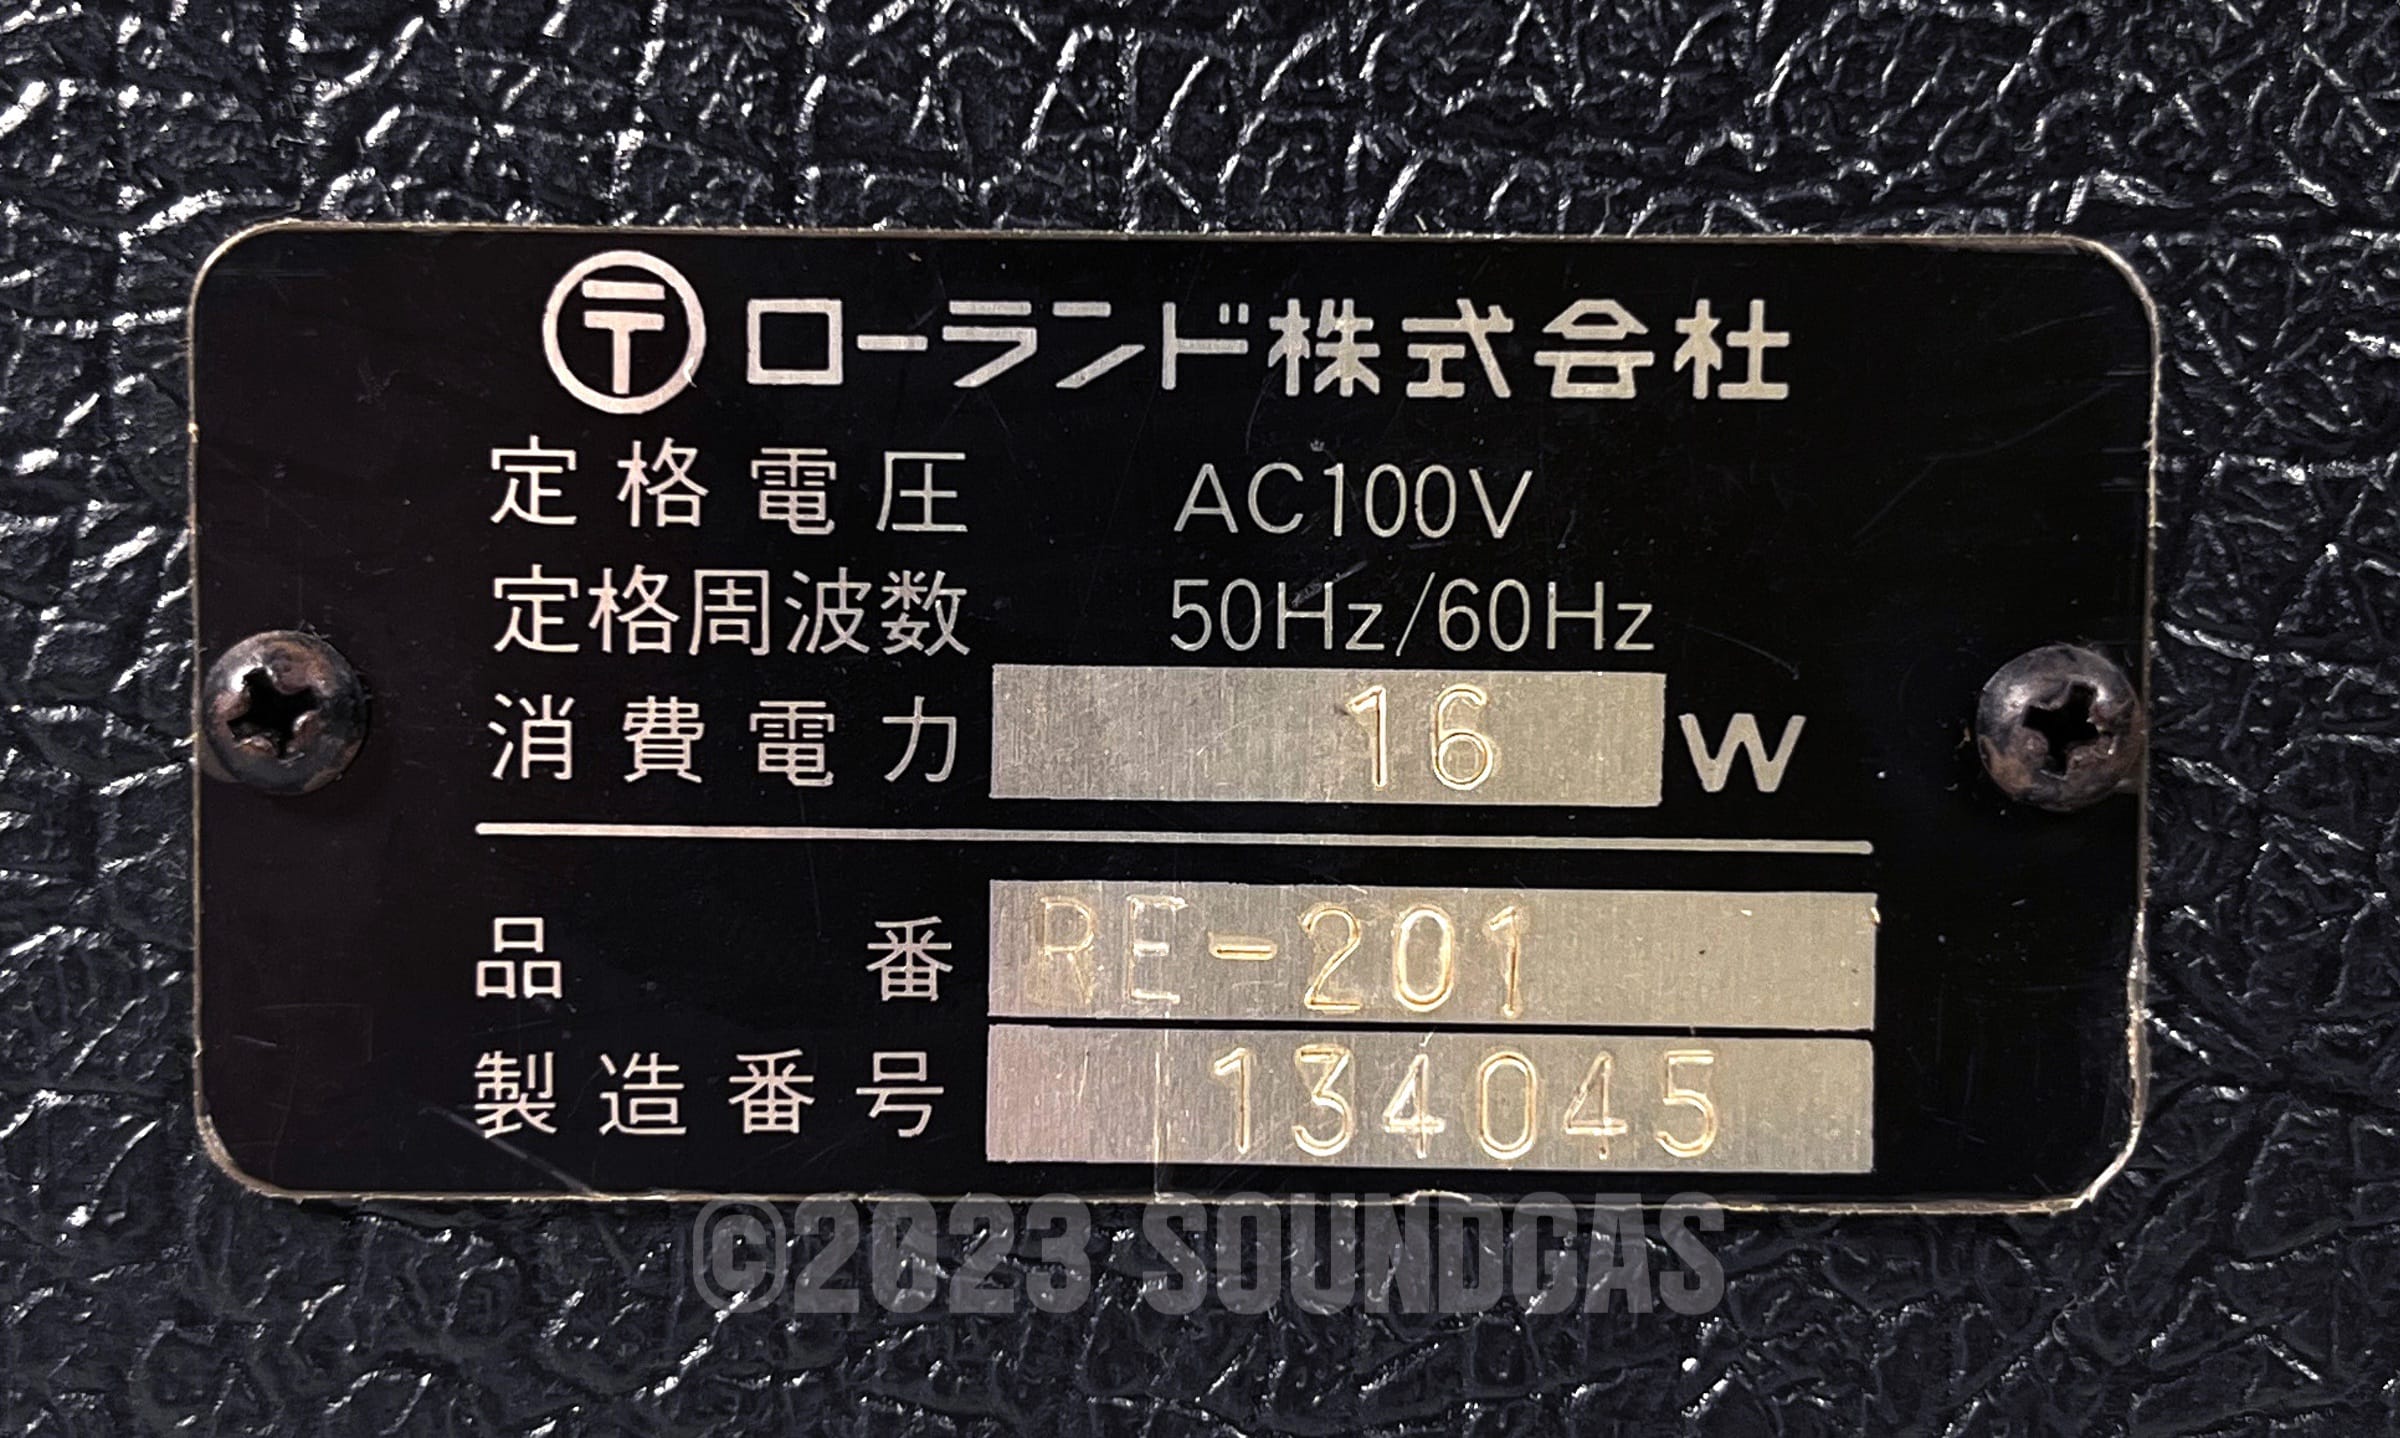 〒 ローランド株式会社
定格電圧 AC100V
定格周波数 50Hz/60Hz
消費電力 16 W
品番 RE-201
製造番号 134045
©2023 SOUNDGAS